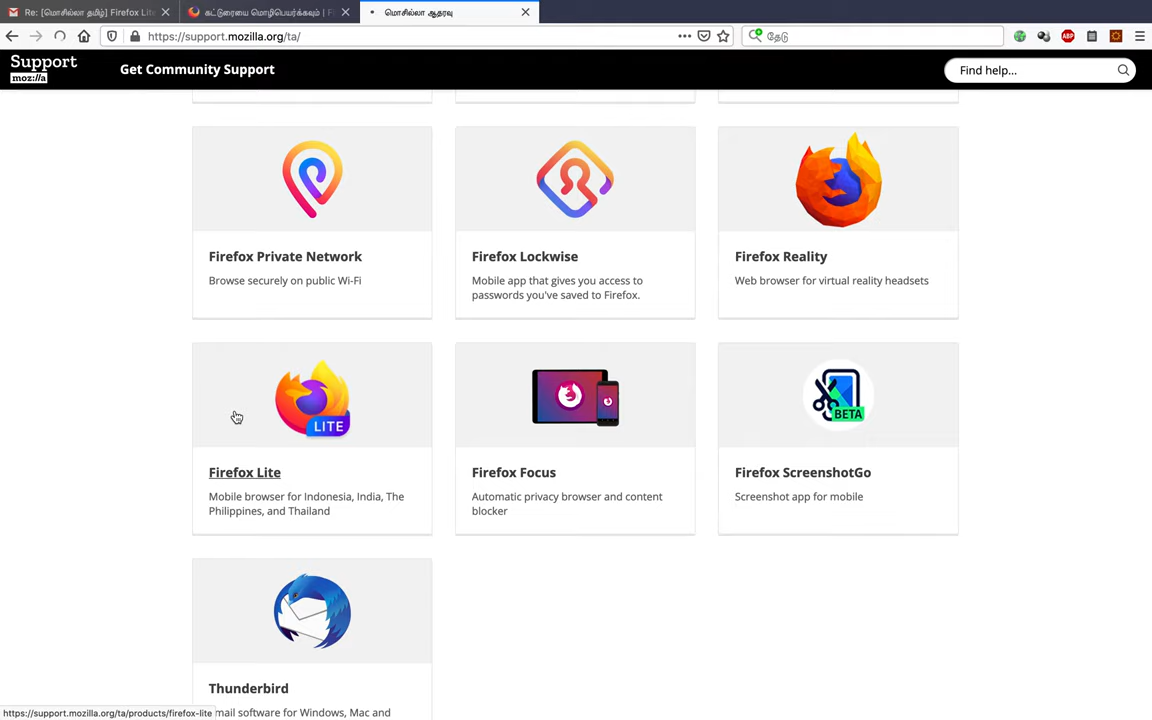 Re: [மொசில்லா தமிழ்] Firefox Lit
கட்டுரையை மொழிபெயர்க்கவும் | Fi
மொசில்லா ஆதரவு
https://support.mozilla.org/ta/
தேடு
ABP
Support
moz://a
Get Community Support
Find help...
Firefox Private Network
Browse securely on public Wi-Fi
Firefox Lockwise
Mobile app that gives you access to
passwords you've saved to Firefox.
Firefox Reality
Web browser for virtual reality headsets
LITE
BETA
Firefox Lite
Mobile browser for Indonesia, India, The
Philippines, and Thailand
Firefox Focus
Automatic privacy browser and content
blocker
Firefox ScreenshotGo
Screenshot app for mobile
Thunderbird
mail software for Windows, Mac and
https://support.mozilla.org/ta/products/firefox-lite